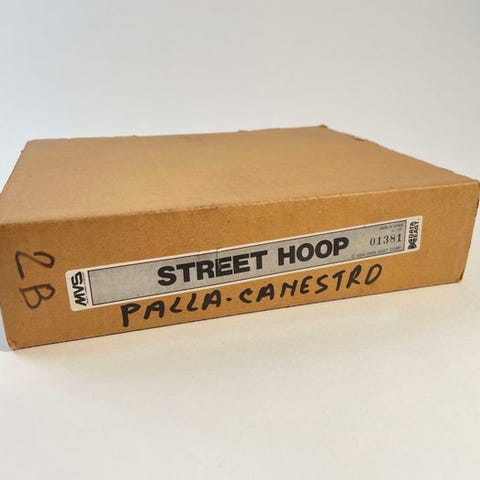 2B
MVS
STREET HOOP
01381
DATA EAST
PALLA-CANESTRO